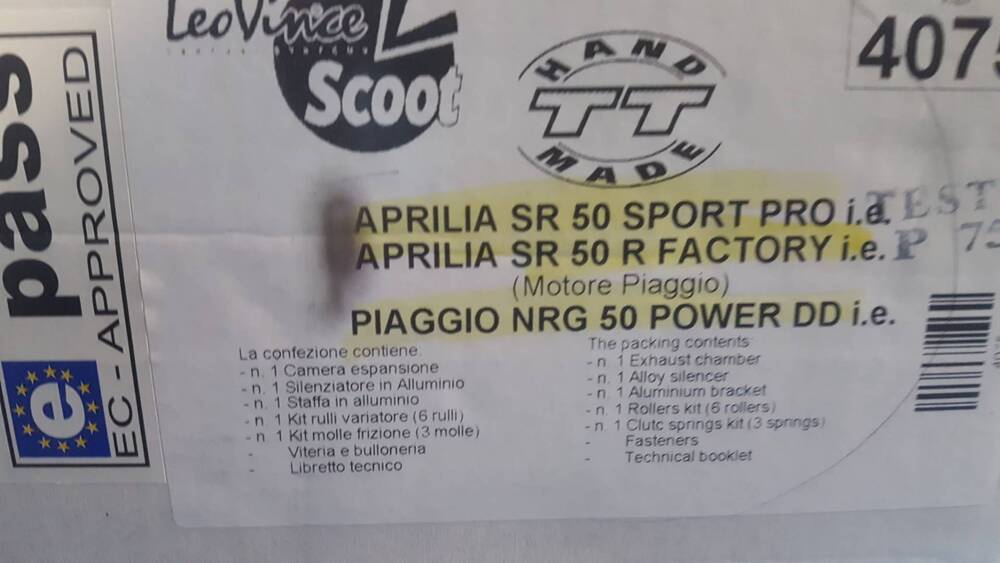 LeoVince
Scoot
HAND
TT
MADE
4075
pass
EC - APPROVED
e
APRILIA SR 50 SPORT PRO i.e. TEST
APRILIA SR 50 R FACTORY i.e. P 75
(Motore Piaggio)
PIAGGIO NRG 50 POWER DD i.e.
La confezione contiene:
- n. 1 Camera espansione
- n. 1 Silenziatore in Alluminio
- n. 1 Staffa in alluminio
- n. 1 Kit rulli variatore (6 rulli)
- n. 1 Kit molle frizione (3 molle)
- Viteria e bulloneria
- Libretto tecnico
The packing contents:
- n. 1 Exhaust chamber
- n. 1 Alloy silencer
- n. 1 Aluminium bracket
- n. 1 Rollers kit (6 rollers)
- n. 1 Clutc springs kit (3 springs)
- Fasteners
- Technical booklet